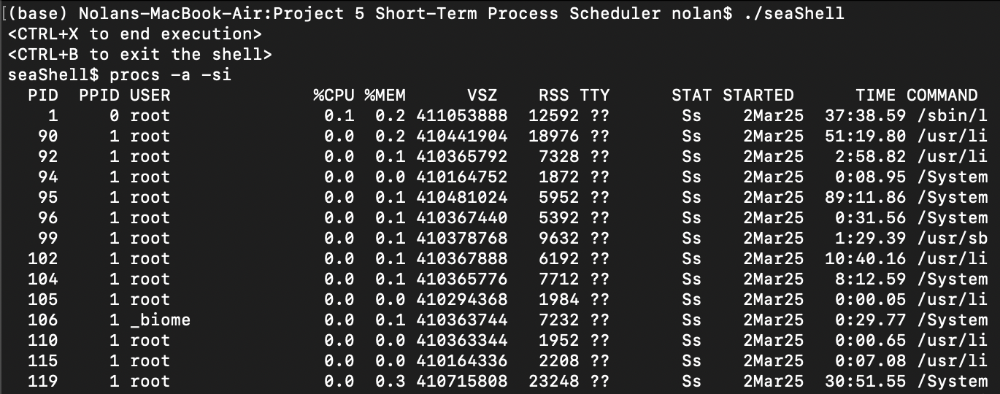 [(base) Nolans-MacBook-Air:Project 5 Short-Term Process Scheduler nolan$ ./seaShell
<CTRL+X to end execution>
<CTRL+B to exit the shell>
seaShell$ procs -a -si
  PID  PPID USER              %CPU %MEM      VSZ    RSS TTY      STAT STARTED      TIME COMMAND
    1     0 root               0.1  0.2 411053888  12592 ??       Ss    2Mar25  37:38.59 /sbin/l
   90     1 root               0.0  0.2 410441904  18976 ??       Ss    2Mar25  51:19.80 /usr/li
   92     1 root               0.0  0.1 410365792   7328 ??       Ss    2Mar25   2:58.82 /usr/li
   94     1 root               0.0  0.0 410164752   1872 ??       Ss    2Mar25   0:08.95 /System
   95     1 root               0.0  0.1 410481024   5952 ??       Ss    2Mar25  89:11.86 /System
   96     1 root               0.0  0.1 410367440   5392 ??       Ss    2Mar25   0:31.56 /System
   99     1 root               0.0  0.1 410378768   9632 ??       Ss    2Mar25   1:29.39 /usr/sb
  102     1 root               0.0  0.1 410367888   6192 ??       Ss    2Mar25  10:40.16 /usr/li
  104     1 root               0.0  0.1 410365776   7712 ??       Ss    2Mar25   8:12.59 /System
  105     1 root               0.0  0.0 410294368   1984 ??       Ss    2Mar25   0:00.05 /usr/li
  106     1 _biome             0.0  0.1 410363744   7232 ??       Ss    2Mar25   0:29.77 /System
  110     1 root               0.0  0.0 410363344   1952 ??       Ss    2Mar25   0:00.65 /usr/li
  115     1 root               0.0  0.0 410164336   2208 ??       Ss    2Mar25   0:07.08 /usr/li
  119     1 root               0.0  0.3 410715808  23248 ??       Ss    2Mar25  30:51.55 /System